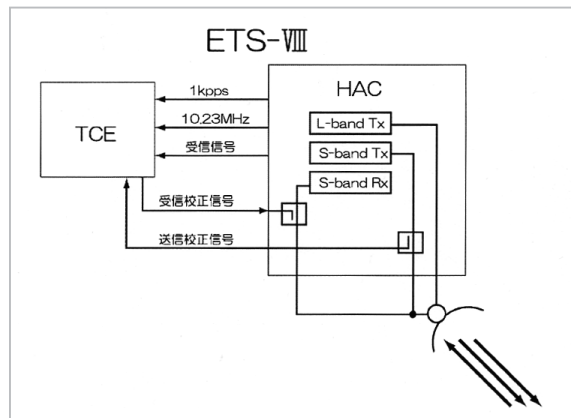 ETS-Ⅷ
1kpps
HAC
10.23MHz
L-band Tx
TCE
受信信号
S-band Tx
S-band Rx
受信校正信号
送信校正信号